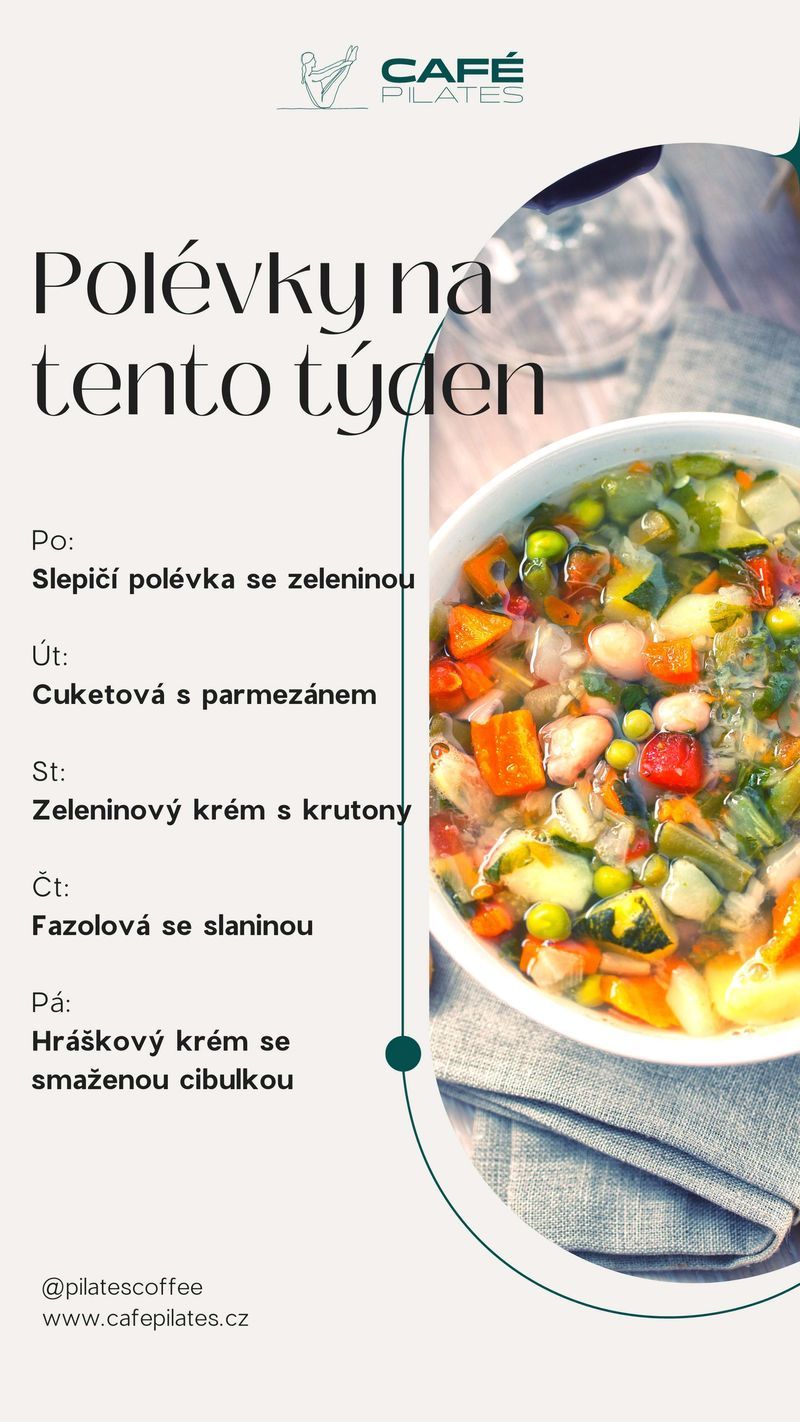 CAFÉ
PILATES
Polévky na
tento týden
Po:
Slepičí polévka se zeleninou
Út:
Cuketová s parmezánem
St:
Zeleninový krém s krutony
Čt:
Fazolová se slaninou
Pá:
Hráškový krém se
smaženou cibulkou
@pilatescoffee
www.cafepilates.cz